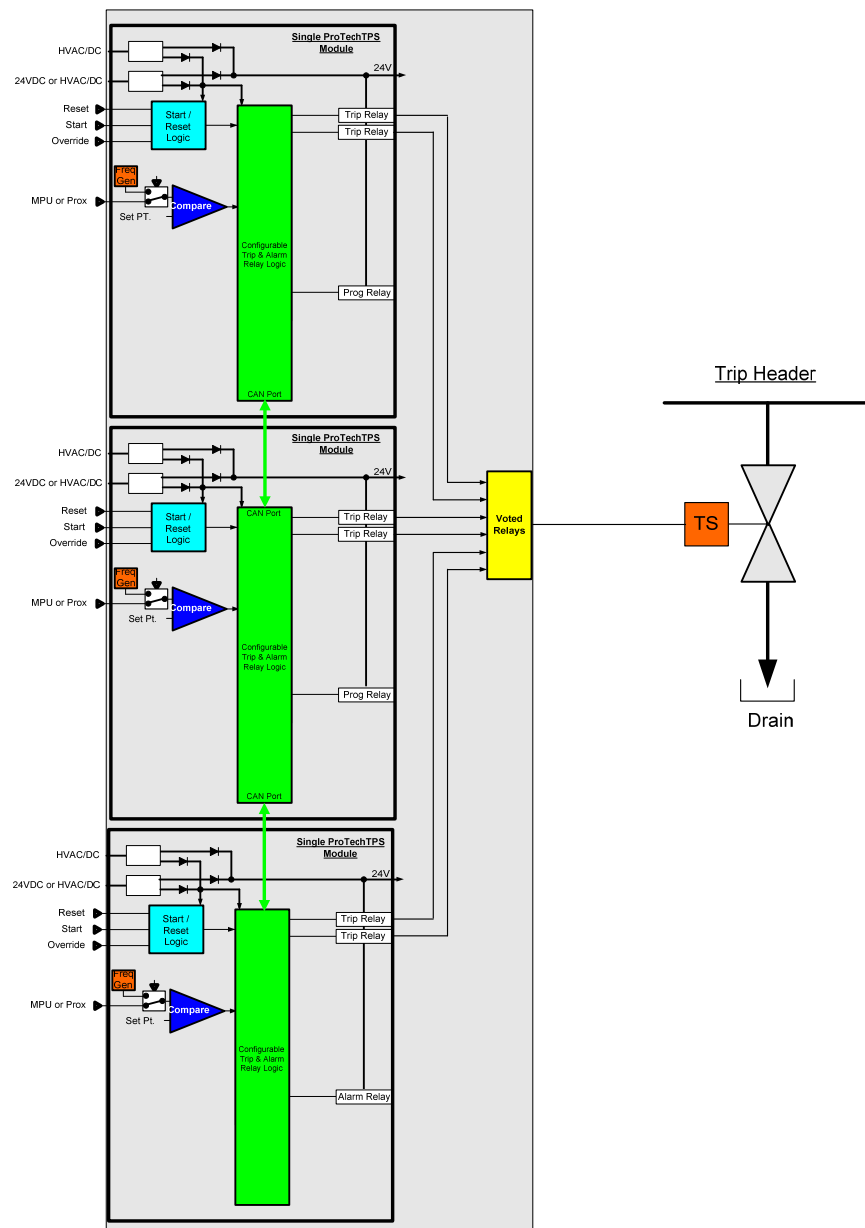 Single ProTechTPS
Module
HVAC/DC
24V
24VDC or HVAC/DC
Reset
Start
Override
Start /
Reset
Logic
Trip Relay
Trip Relay
Freq
Gen
MPU or Prox
Compare
Set PT.
Configurable
Trip & Alarm
Relay Logic
Prog Relay
CAN Port
Single ProTechTPS
Module
HVAC/DC
24V
24VDC or HVAC/DC
Reset
Start
Override
Start /
Reset
Logic
CAN Port
Trip Relay
Trip Relay
Freq
Gen
MPU or Prox
Compare
Set Pt.
Configurable
Trip & Alarm
Relay Logic
Prog Relay
CAN Port
Single ProTechTPS
Module
HVAC/DC
24V
24VDC or HVAC/DC
Reset
Start
Override
Start /
Reset
Logic
Trip Relay
Trip Relay
Freq
Gen
MPU or Prox
Compare
Set Pt.
Configurable
Trip & Alarm
Relay Logic
Alarm Relay
Voted
Relays
Trip Header
TS
Drain